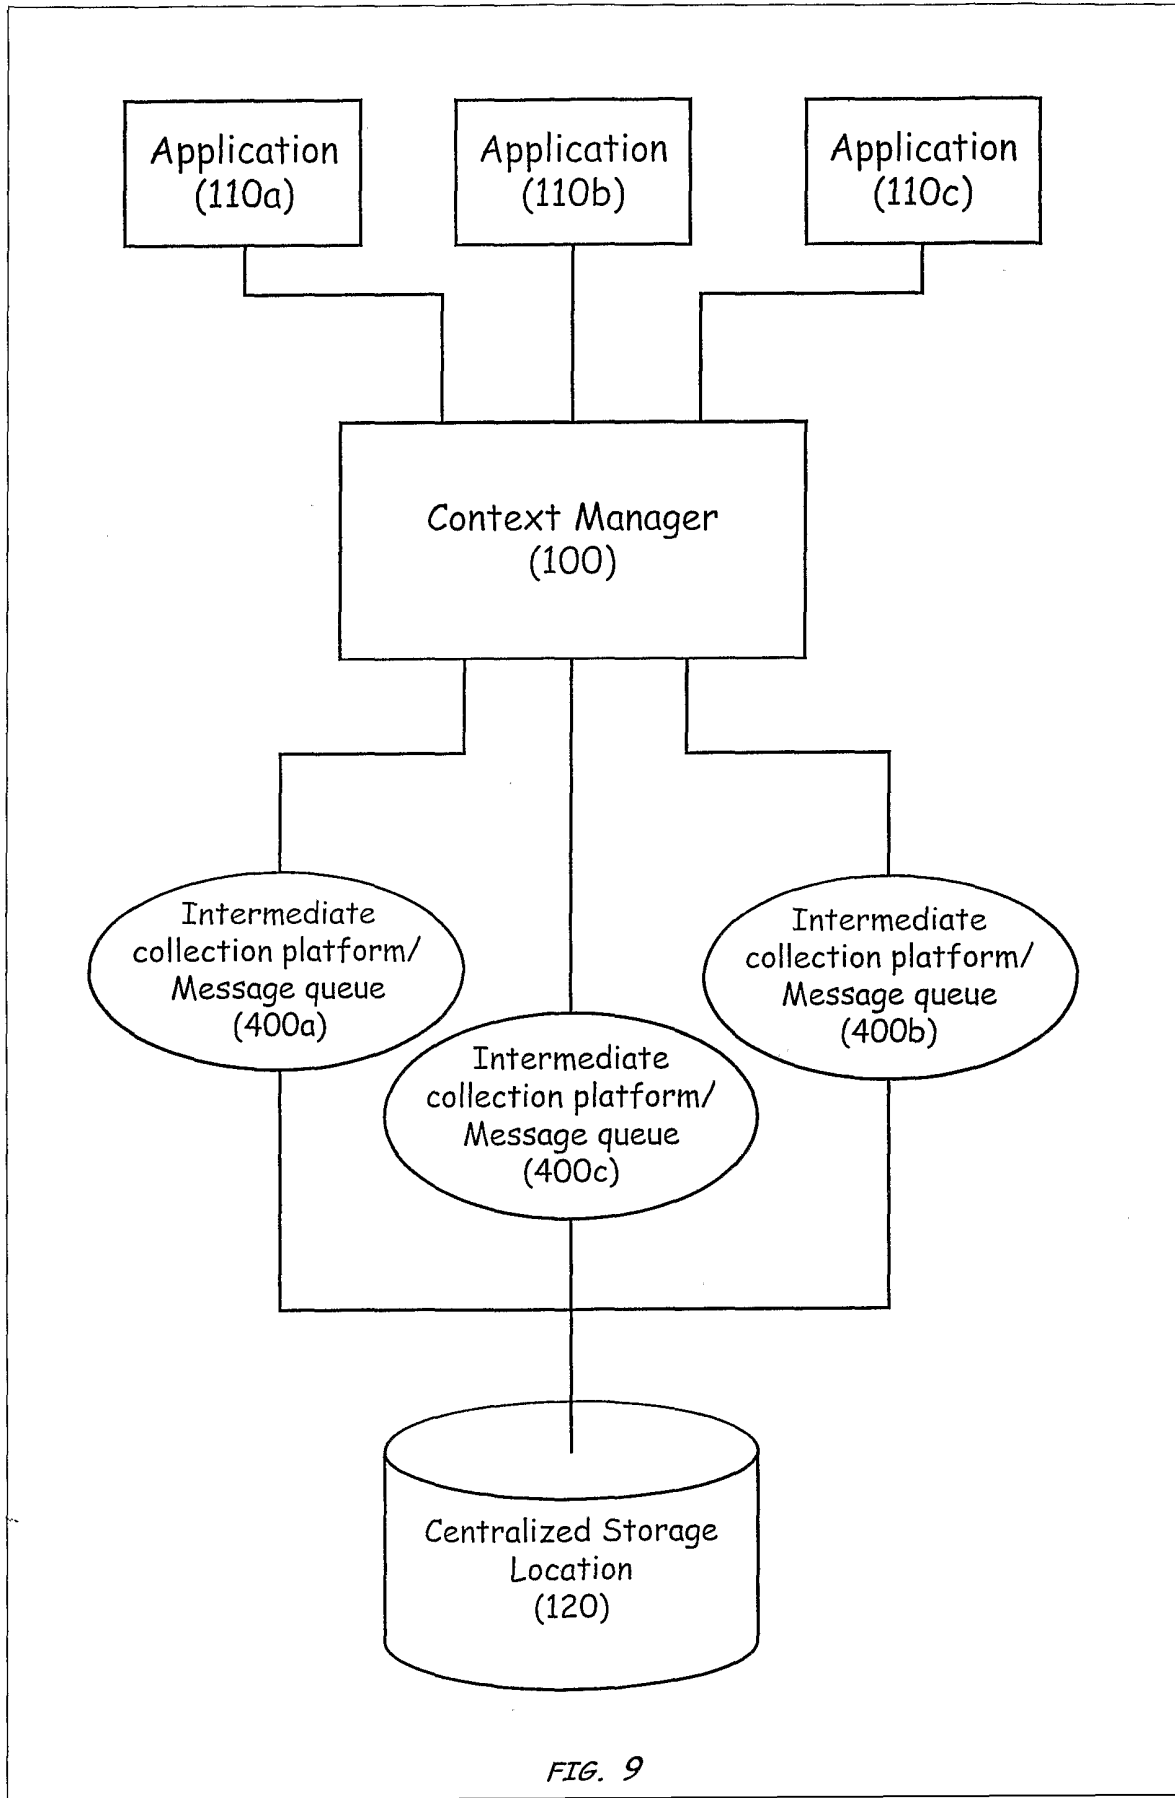 Application
(110a)
Application
(110b)
Application
(110c)
Context Manager
(100)
Intermediate
collection platform/
Message queue
(400a)
Intermediate
collection platform/
Message queue
(400b)
Intermediate
collection platform/
Message queue
(400c)
Centralized Storage
Location
(120)
FIG. 9